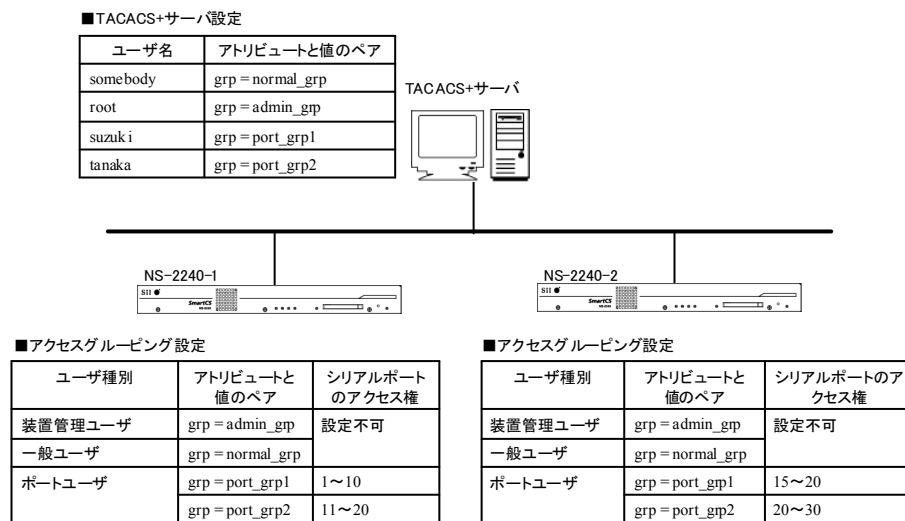 ■TACACS+サーバ設定
ユーザ名 アトリビュートと値のペア
somebody grp = normal_grp
root grp = admin_grp
suzuki grp = port_grp1
tanaka grp = port_grp2
TACACS+サーバ
NS-2240-1
SII
SmartCS
NS-2240
NS-2240-2
SII
SmartCS
NS-2240
■アクセスグルーピング設定
ユーザ種別 アトリビュートと値のペア シリアルポートのアクセス権
装置管理ユーザ grp = admin_grp 設定不可
一般ユーザ grp = normal_grp
ポートユーザ grp = port_grp1 1〜10
grp = port_grp2 11〜20
■アクセスグルーピング設定
ユーザ種別 アトリビュートと値のペア シリアルポートのアクセス権
装置管理ユーザ grp = admin_grp 設定不可
一般ユーザ grp = normal_grp
ポートユーザ grp = port_grp1 15〜20
grp = port_grp2 20〜30